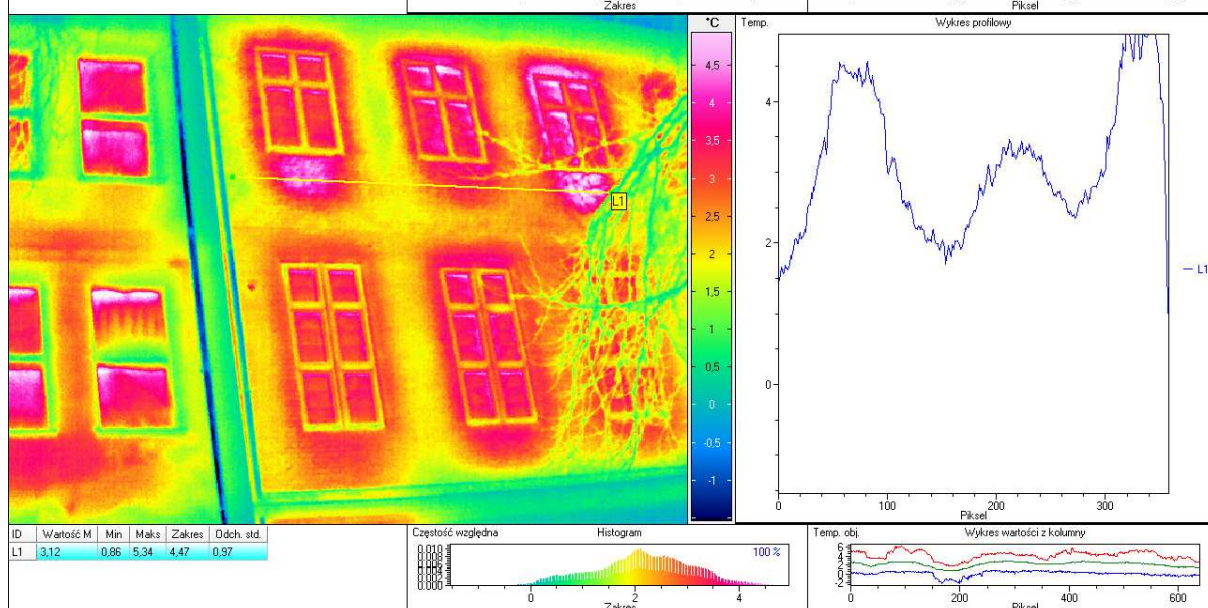 Zakres
Piksel
°C
4,5
4
3,5
3
2,5
2
1,5
1
0,5
0
-0,5
-1
L1
Temp.
Wykres profilowy
4
2
0
0
100
200
300
Piksel
L1
ID Wartość M Min Maks Zakres Odch. std.
L1 3,12 0,86 5,34 4,47 0,97
Częstość względna
Histogram
100 %
0.010
0.008
0.006
0.004
0.002
0.000
0 2 4
Zakres
Temp. obj.
Wykres wartości z kolumny
6
4
2
0
-2
0 200 400 600
Piksel